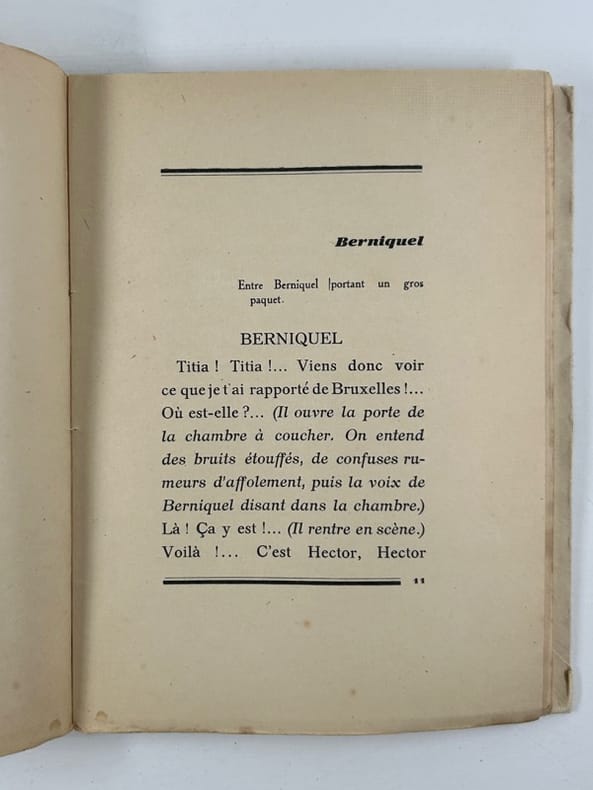 Berniquel
Entre Berniquel |portant un gros
paquet.
BERNIQUEL
Titia ! Titia !... Viens donc voir
ce que je t'ai rapporté de Bruxelles !...
Où est-elle ?... (Il ouvre la porte de
la chambre à coucher. On entend
des bruits étouffés, de confuses ru-
meurs d'affolement, puis la voix de
Berniquel disant dans la chambre.)
Là ! Ça y est !... (Il rentre en scène.)
Voilà !... C'est Hector, Hector
11